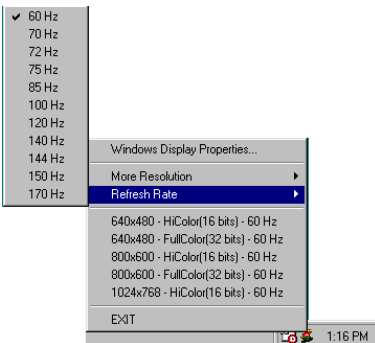 60 Hz
70 Hz
72 Hz
75 Hz
85 Hz
100 Hz
120 Hz
140 Hz
144 Hz
150 Hz
170 Hz
Windows Display Properties...
More Resolution
Refresh Rate
640x480 - HiColor(16 bits) - 60 Hz
640x480 - FullColor(32 bits) - 60 Hz
800x600 - HiColor(16 bits) - 60 Hz
800x600 - FullColor(32 bits) - 60 Hz
1024x768 - HiColor(16 bits) - 60 Hz
EXIT
1:16 PM